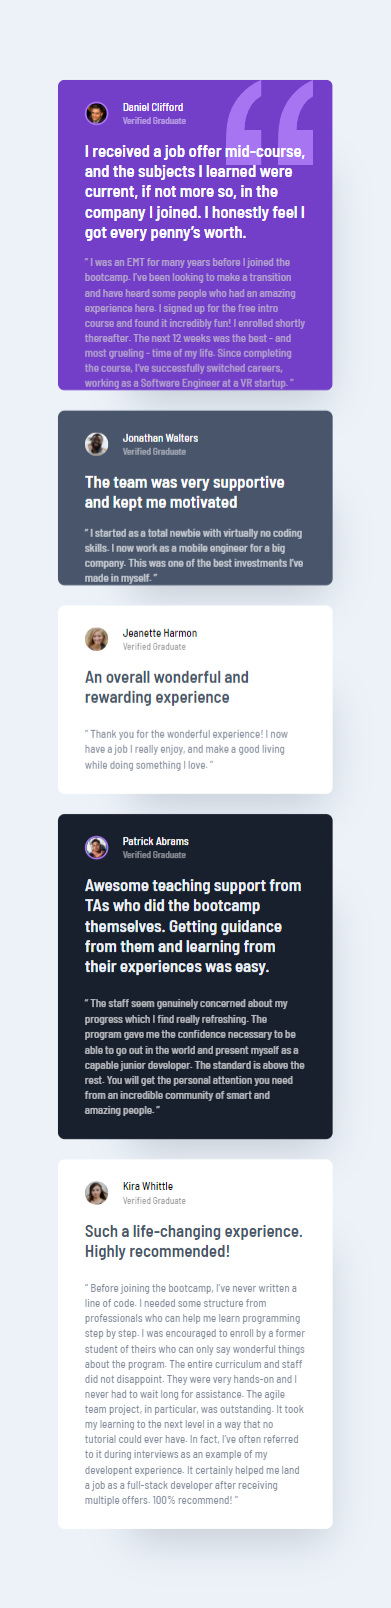 Daniel Clifford
Verified Graduate
I received a job offer mid-course,
and the subjects I learned were
current, if not more so, in the
company I joined. I honestly feel I
got every penny’s worth.
“ I was an EMT for many years before I joined the
bootcamp. I’ve been looking to make a transition
and have heard some people who had an amazing
experience here. I signed up for the free intro
course and found it incredibly fun! I enrolled shortly
thereafter. The next 12 weeks was the best - and
most grueling - time of my life. Since completing
the course, I’ve successfully switched careers,
working as a Software Engineer at a VR startup. ”
Jonathan Walters
Verified Graduate
The team was very supportive
and kept me motivated
“ I started as a total newbie with virtually no coding
skills. I now work as a mobile engineer for a big
company. This was one of the best investments I’ve
made in myself. ”
Jeanette Harmon
Verified Graduate
An overall wonderful and
rewarding experience
“ Thank you for the wonderful experience! I now
have a job I really enjoy, and make a good living
while doing something I love. ”
Patrick Abrams
Verified Graduate
Awesome teaching support from
TAs who did the bootcamp
themselves. Getting guidance
from them and learning from
their experiences was easy.
“ The staff seem genuinely concerned about my
progress which I find really refreshing. The
program gave me the confidence necessary to be
able to go out in the world and present myself as a
capable junior developer. The standard is above the
rest. You will get the personal attention you need
from an incredible community of smart and
amazing people. ”
Kira Whittle
Verified Graduate
Such a life-changing experience.
Highly recommended!
“ Before joining the bootcamp, I’ve never written a
line of code. I needed some structure from
professionals who can help me learn programming
step by step. I was encouraged to enroll by a former
student of theirs who can only say wonderful things
about the program. The entire curriculum and staff
did not disappoint. They were very hands-on and I
never had to wait long for assistance. The agile
team project, in particular, was outstanding. It took
my learning to the next level in a way that no
tutorial could ever have. In fact, I’ve often referred
to it during interviews as an example of my
developent experience. It certainly helped me land
a job as a full-stack developer after receiving
multiple offers. 100% recommend! ”